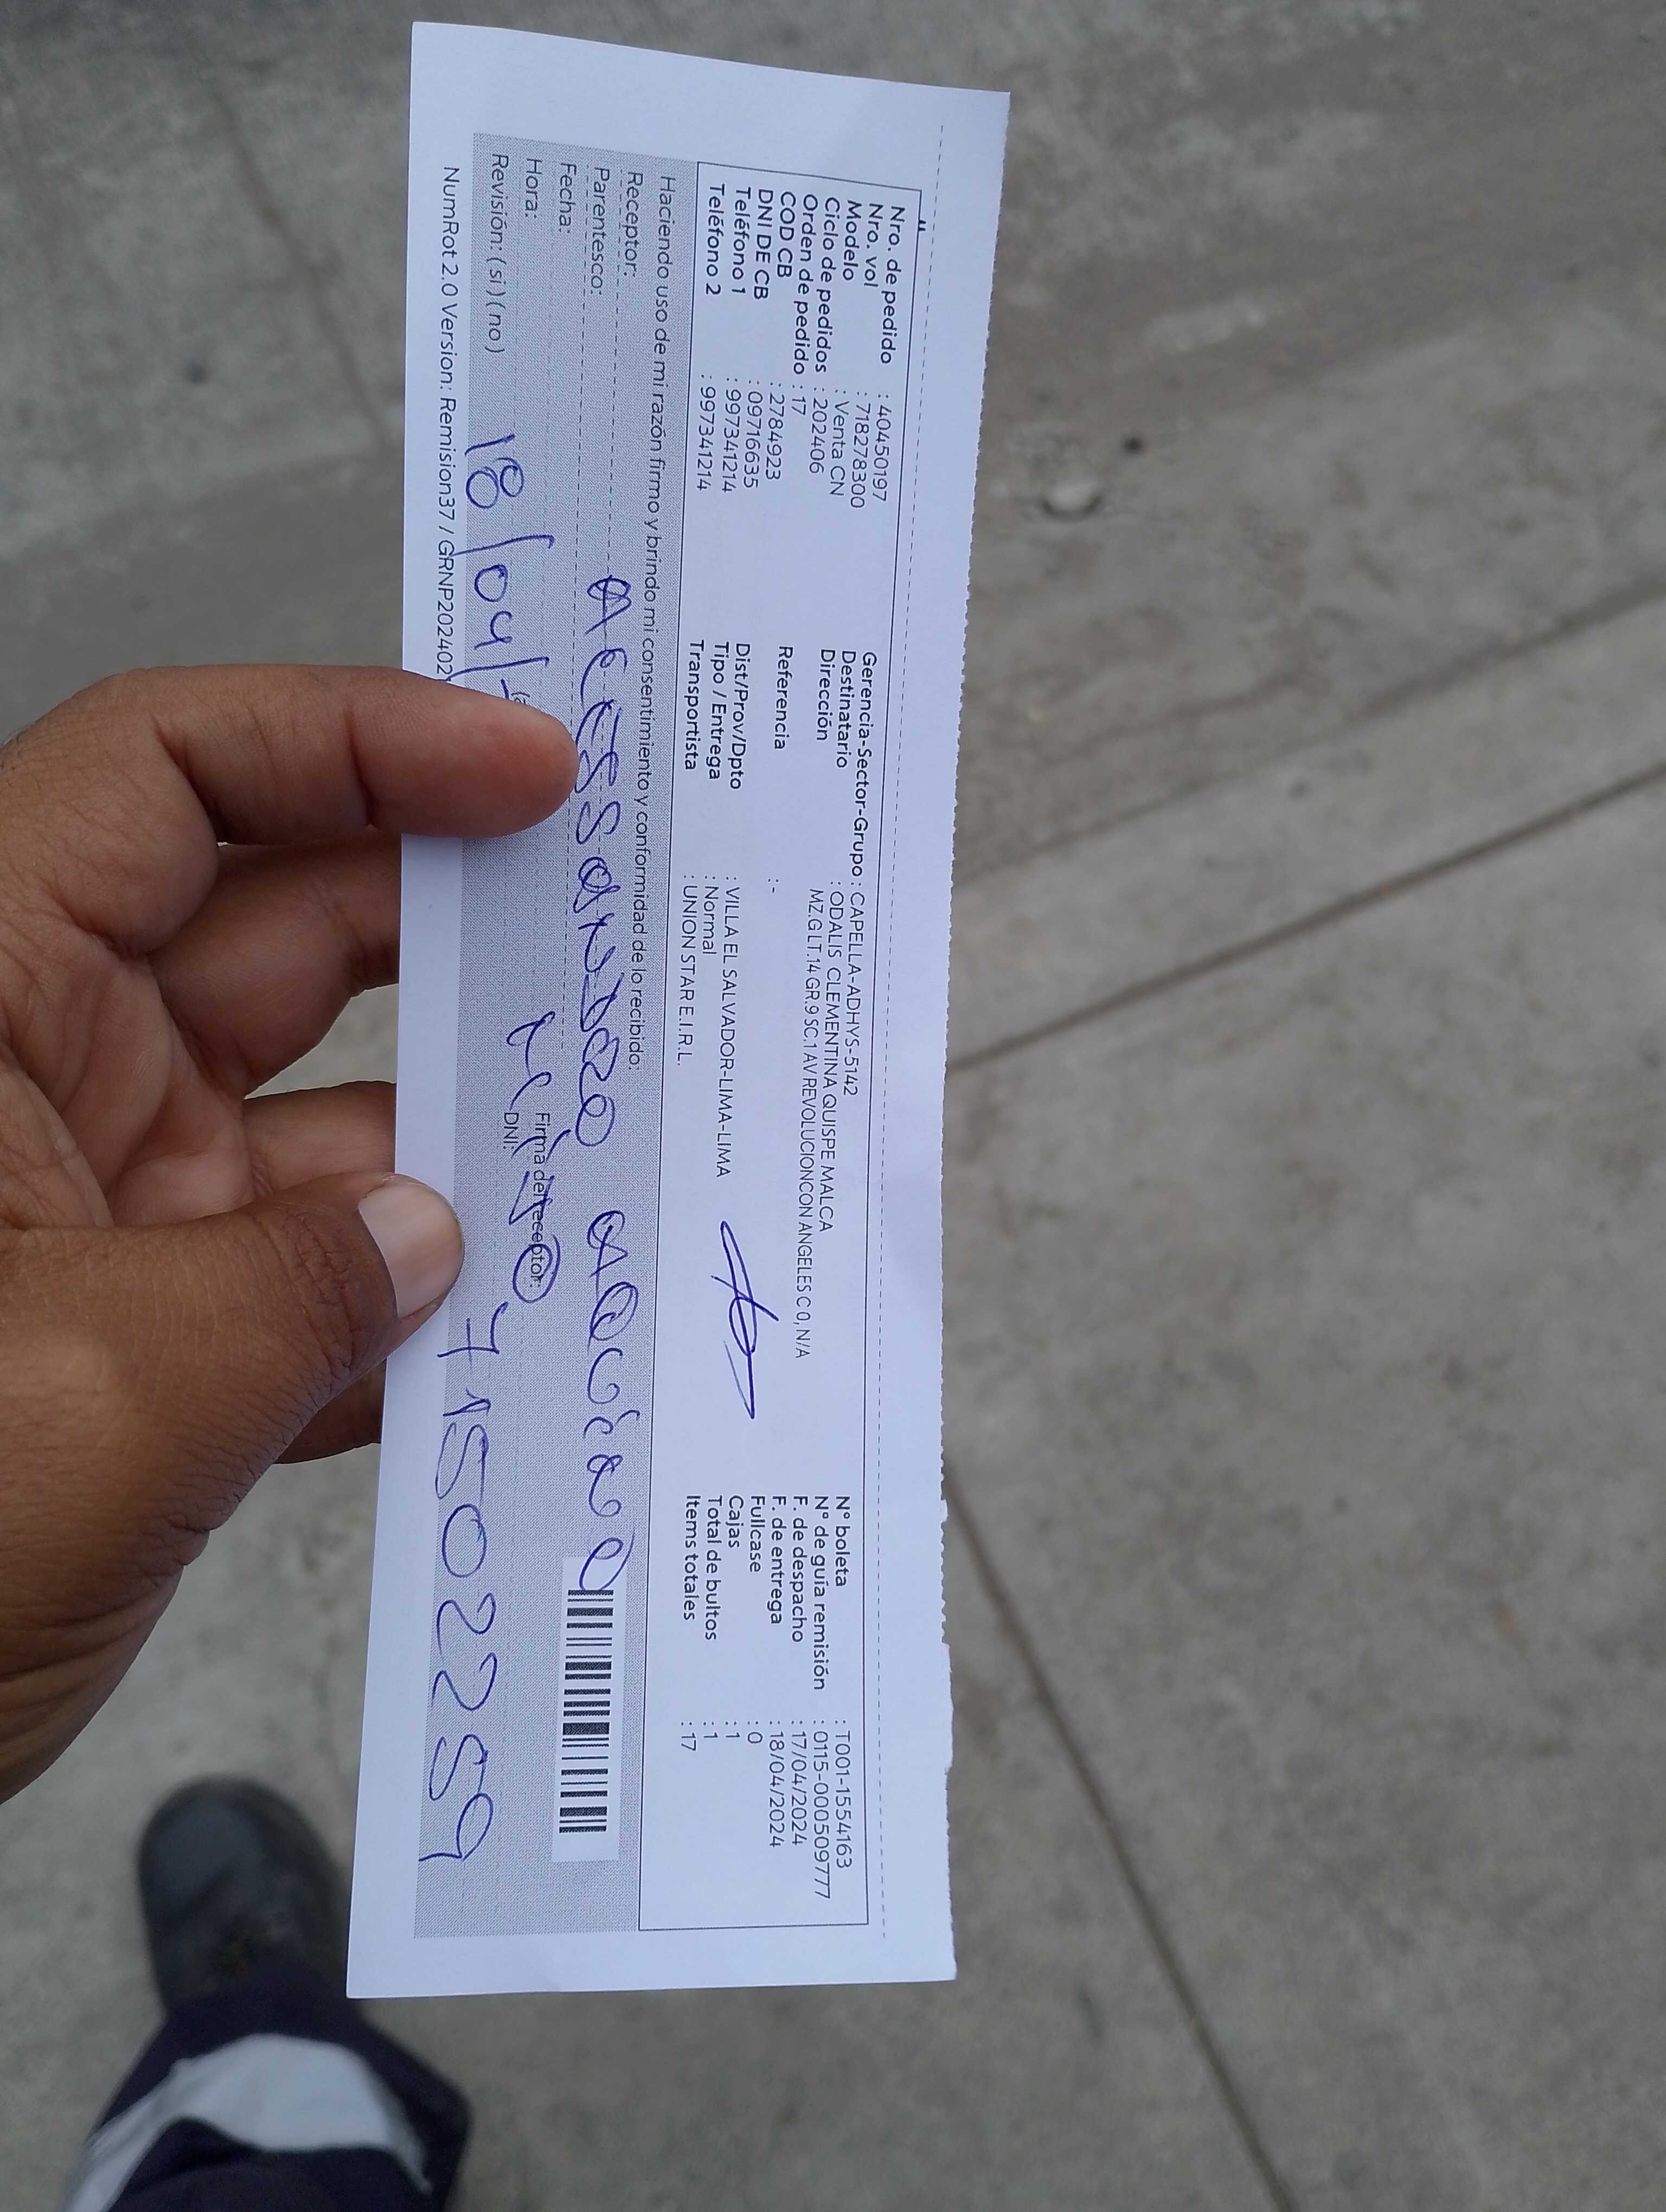 Nro. de pedido : 40450197
Nro. vol : 718278300
Modelo : Venta CN
Ciclo de pedidos : 202406
Orden de pedido : 17
COD CB : 2784923
DNI DE CB : 09716635
Teléfono 1 : 997341214
Teléfono 2 : 997341214
Gerencia-Sector-Grupo : CAPELLA-ADHYS-5142
Destinatario : ODALIS CLEMENTINA QUISPE MALCA
Dirección MZ.G LT.14 GR.9 SC.1 AV REVOLUCIONCON ANGELES C 0, N/A
Referencia :-
Dist/Prov/Dpto : VILLA EL SALVADOR-LIMA-LIMA
Tipo / Entrega : Normal
Transportista : UNION STAR E.I.R.L.
N° boleta : T001-1554163
N° de guía remisión : 0115-000509777
F. de despacho : 17/04/2024
F. de entrega : 18/04/2024
Fullcase : 0
Cajas : 1
Total de bultos : 1
Items totales : 17
Haciendo uso de mi razón firmo y brindo mi consentimiento y conformidad de lo recibido:
Receptor:
Parentesco:
Fecha:
Hora:
Revisión: ( si ) ( no )
18/04/
Firma del receptor:
DNI:
71502259
NumRot 2.0 Version: Remision37 / GRNP202402